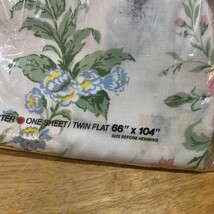 ONE SHEET / TWIN FLAT 66" x 104"
SIZE BEFORE HEMMING